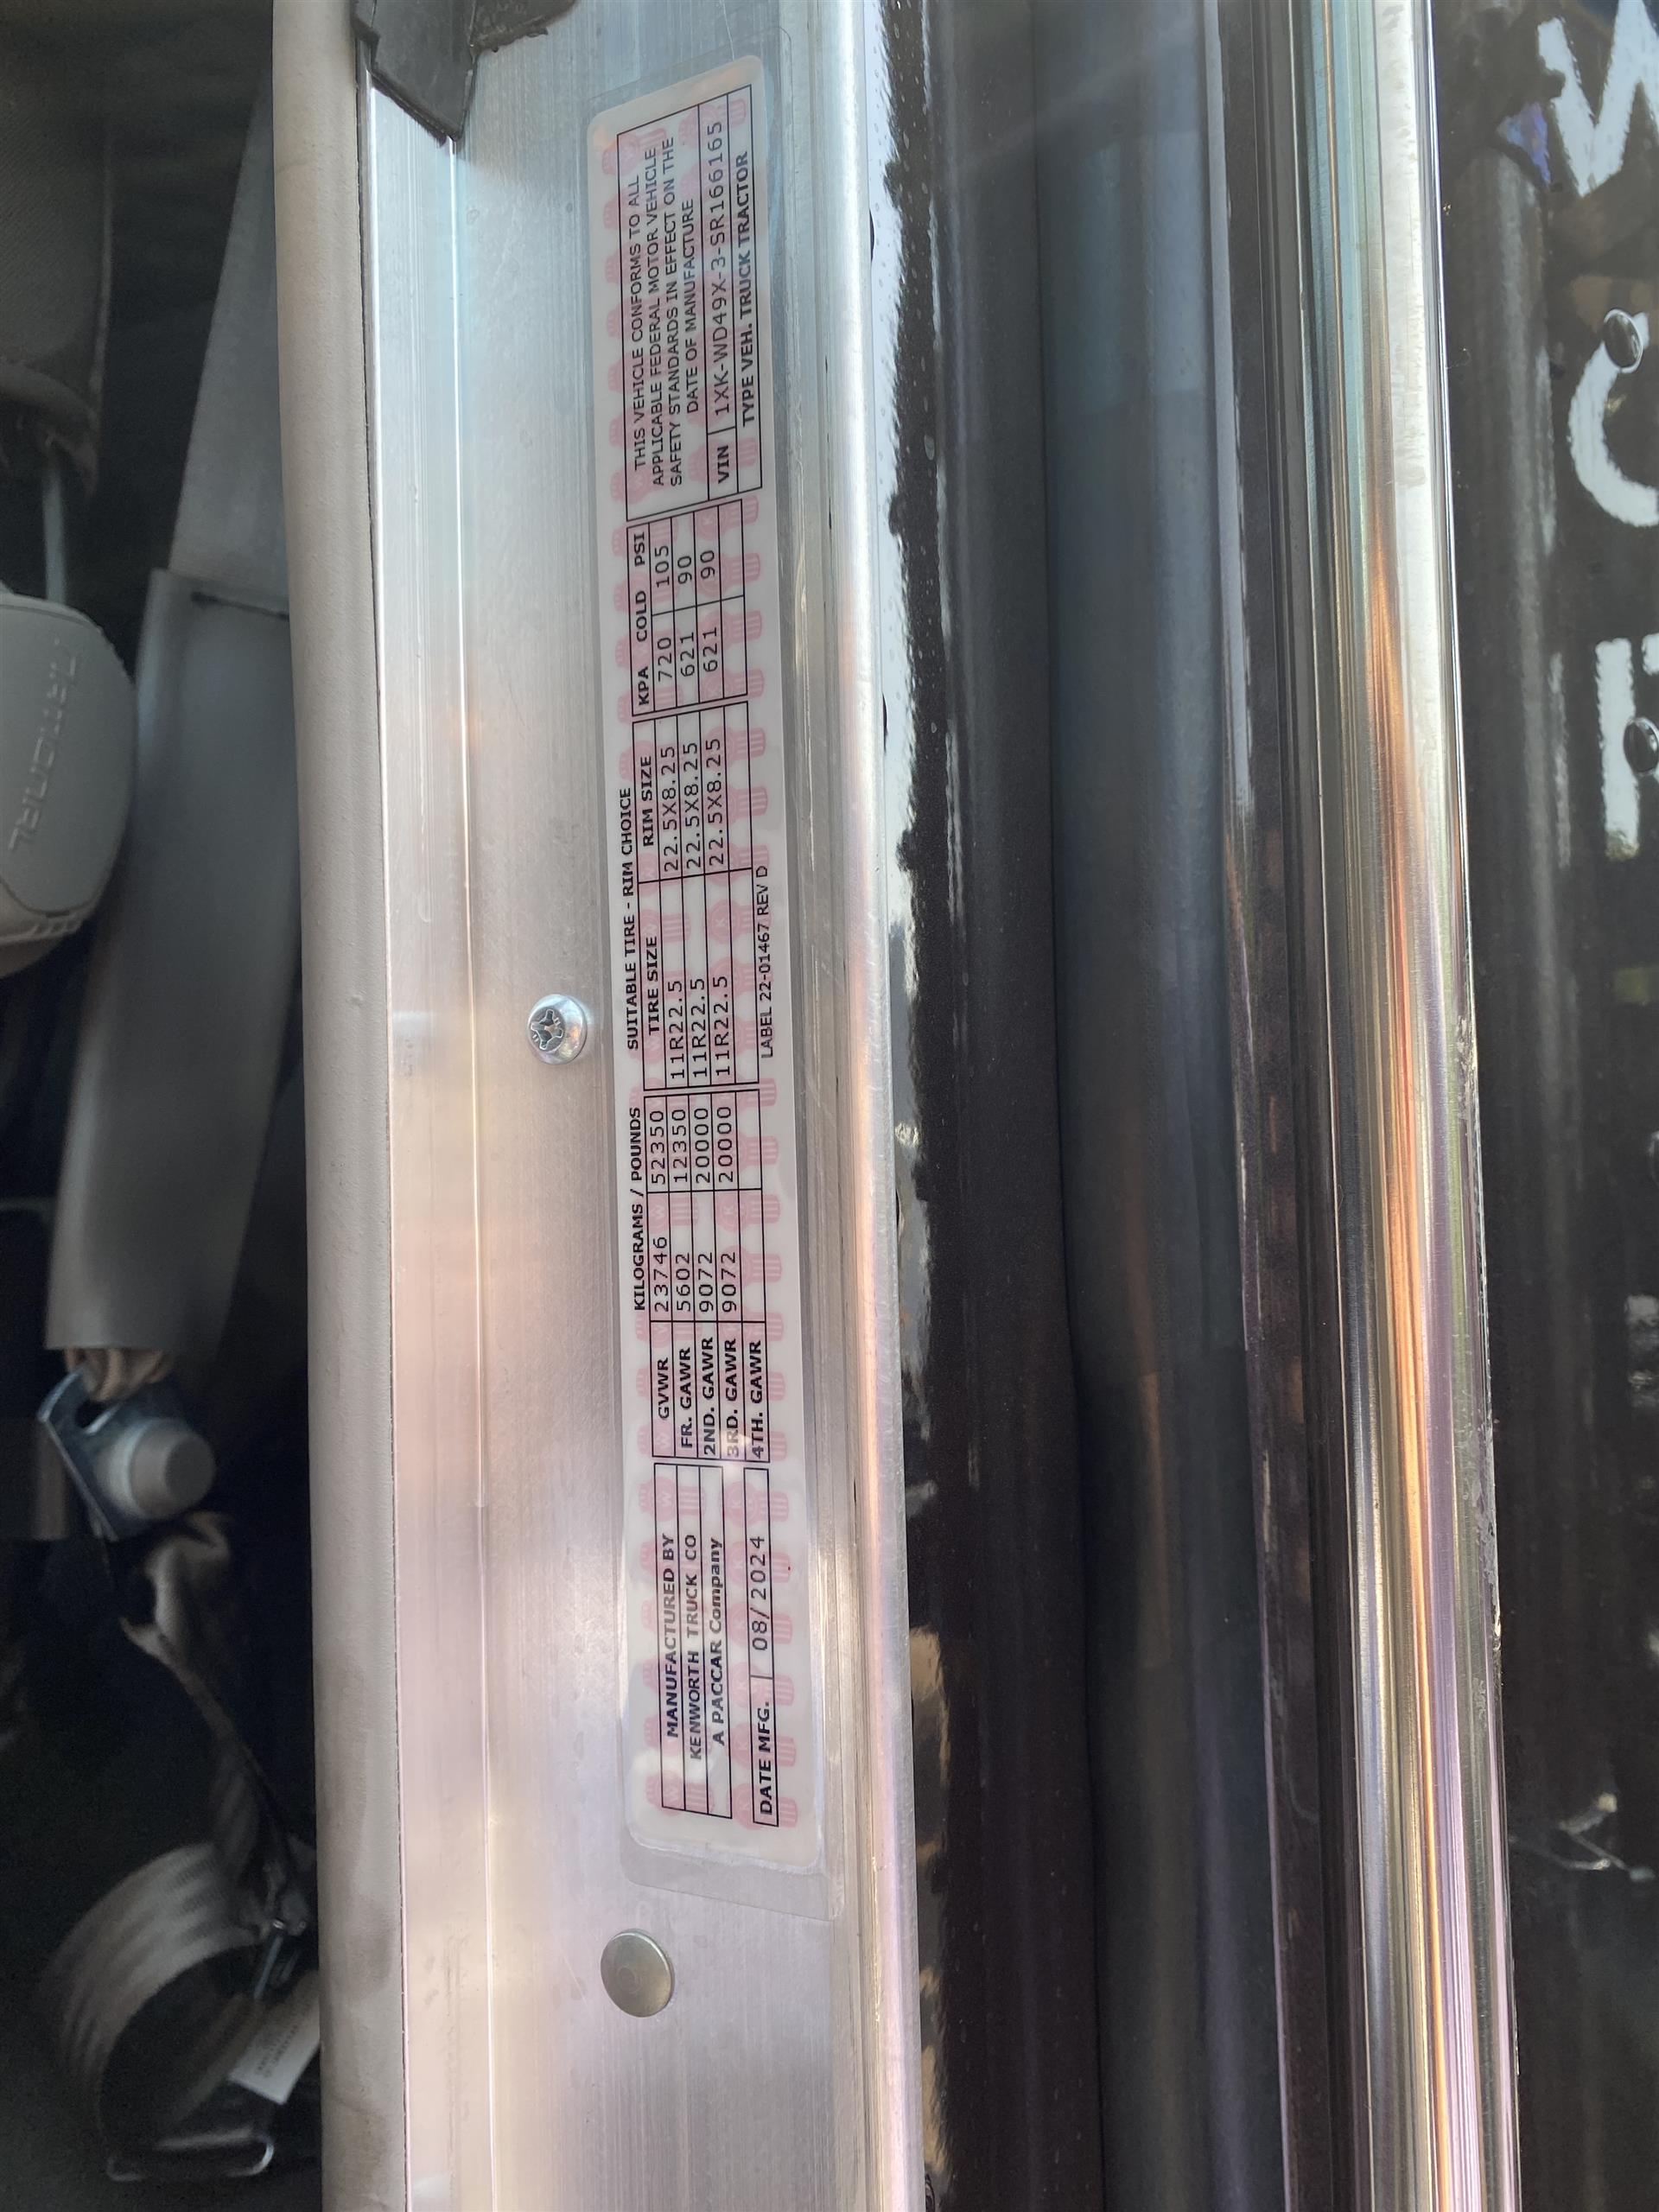 MANUFACTURED BY
KENWORTH TRUCK CO
A PACCAR Company
DATE MFG. 08/2024
KILOGRAMS / POUNDS
GVWR 23746 52350
FR. GAWR 5602 12350
2ND. GAWR 9072 20000
3RD. GAWR 9072 20000
4TH. GAWR
SUITABLE TIRE - RIM CHOICE
TIRE SIZE RIM SIZE KPA COLD PSI
11R22.5 22.5X8.25 720 105
11R22.5 22.5X8.25 621 90
11R22.5 22.5X8.25 621 90
LABEL 22-01467 REV D
THIS VEHICLE CONFORMS TO ALL
APPLICABLE FEDERAL MOTOR VEHICLE
SAFETY STANDARDS IN EFFECT ON THE
DATE OF MANUFACTURE
VIN 1XK-WD49X-3-SR166165
TYPE VEH. TRUCK TRACTOR